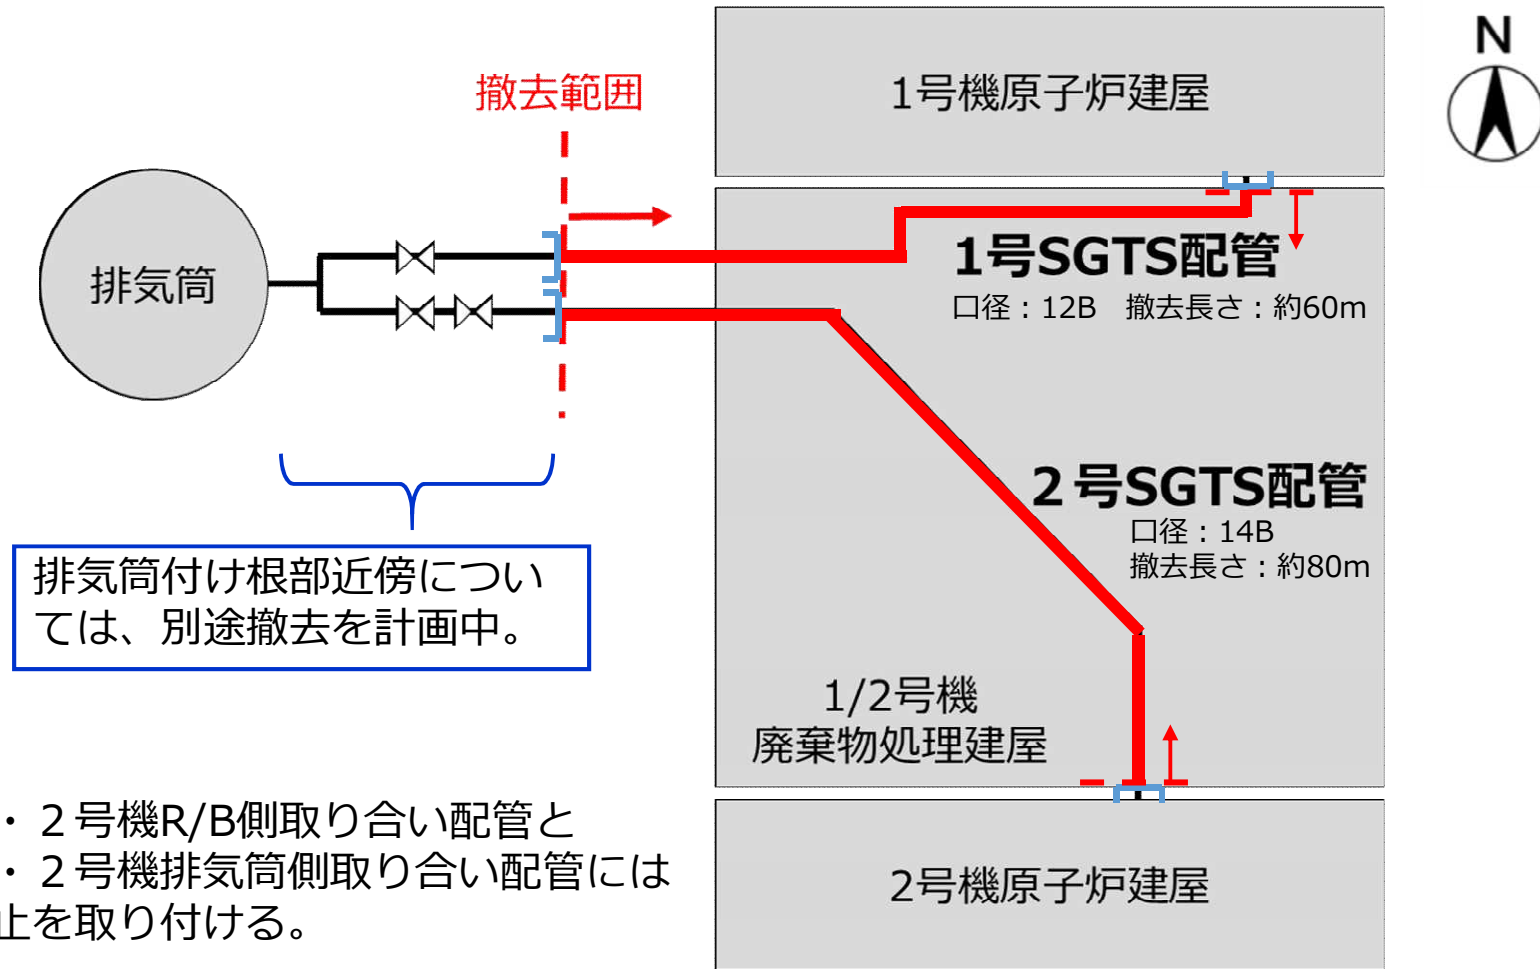 N
撤去範囲
1号機原子炉建屋
排気筒
1号SGTS配管
口径：12B　撤去長さ：約60m
２号SGTS配管
口径：14B
撤去長さ：約80m
排気筒付け根部近傍につい
ては、別途撤去を計画中。
1/2号機
廃棄物処理建屋
・２号機R/B側取り合い配管と
・２号機排気筒側取り合い配管には
止を取り付ける。
2号機原子炉建屋